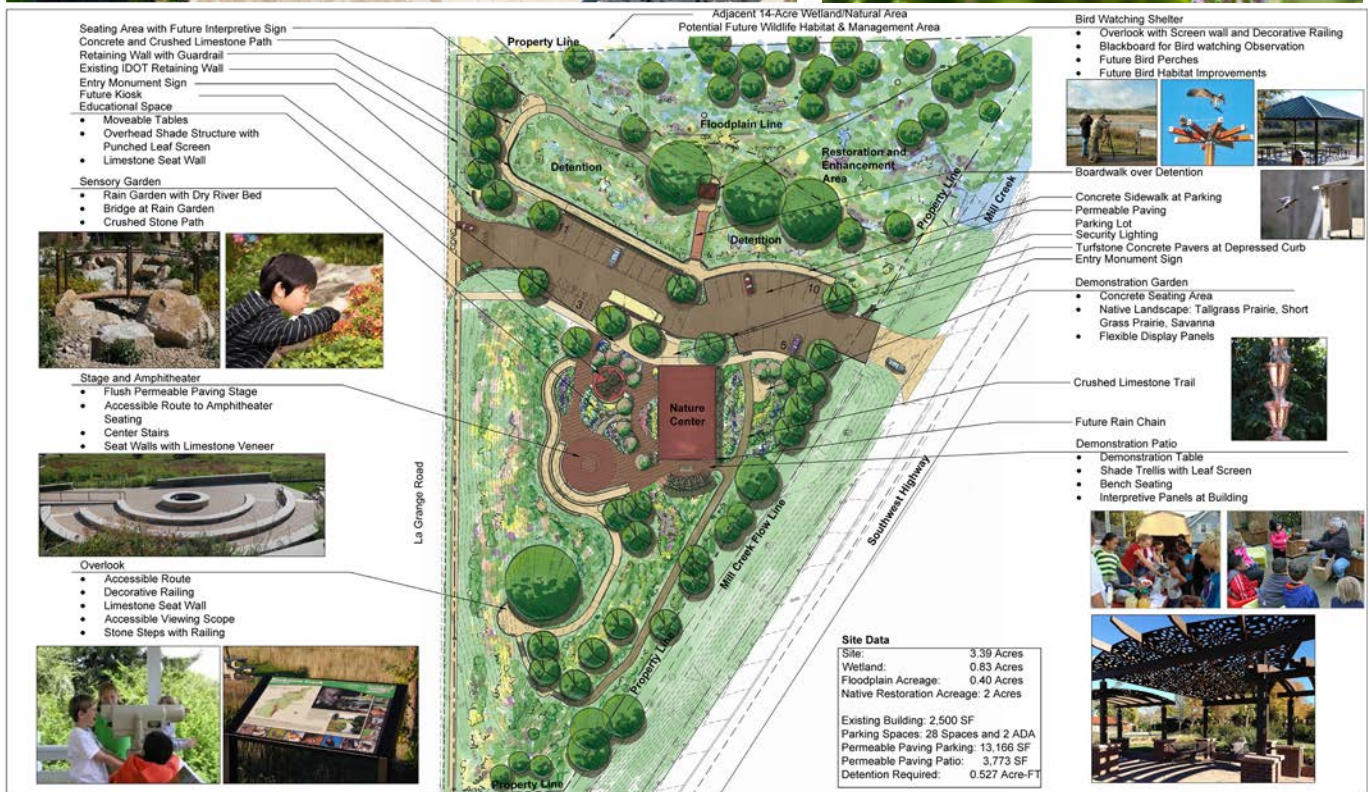 Adjacent 14-Acre Wetland/Natural Area
Potential Future Wildlife Habitat & Management Area
Seating Area with Future Interpretive Sign
Concrete and Crushed Limestone Path
Retaining Wall with Guardrail
Existing IDOT Retaining Wall
Entry Monument Sign
Future Kiosk
Educational Space
• Moveable Tables
• Overhead Shade Structure with
Punched Leaf Screen
• Limestone Seat Wall
Sensory Garden
• Rain Garden with Dry River Bed
• Bridge at Rain Garden
• Crushed Stone Path
Stage and Amphitheater
• Flush Permeable Paving Stage
• Accessible Route to Amphitheater
Seating
• Center Stairs
• Seat Walls with Limestone Veneer
Overlook
• Accessible Route
• Decorative Railing
• Limestone Seat Wall
• Accessible Viewing Scope
• Stone Steps with Railing
La Grange Road
Property Line
Floodplain Line
Detention
Restoration and
Enhancement
Area
Property Line
Mill Creek
Detention
11
10
3
5
Nature
Center
Mill Creek Flow Line
Southwest Highway
Property Line
Property Line
Bird Watching Shelter
• Overlook with Screen wall and Decorative Railing
• Blackboard for Bird watching Observation
• Future Bird Perches
• Future Bird Habitat Improvements
Boardwalk over Detention
Concrete Sidewalk at Parking
Permeable Paving
Parking Lot
Security Lighting
Turfstone Concrete Pavers at Depressed Curb
Entry Monument Sign
Demonstration Garden
• Concrete Seating Area
• Native Landscape: Tallgrass Prairie, Short
Grass Prairie, Savanna
• Flexible Display Panels
Crushed Limestone Trail
Future Rain Chain
Demonstration Patio
• Demonstration Table
• Shade Trellis with Leaf Screen
• Bench Seating
• Interpretive Panels at Building
Site Data
Site: 3.39 Acres
Wetland: 0.83 Acres
Floodplain Acreage: 0.40 Acres
Native Restoration Acreage: 2 Acres
Existing Building: 2,500 SF
Parking Spaces: 28 Spaces and 2 ADA
Permeable Paving Parking: 13,166 SF
Permeable Paving Patio: 3,773 SF
Detention Required: 0.527 Acre-FT